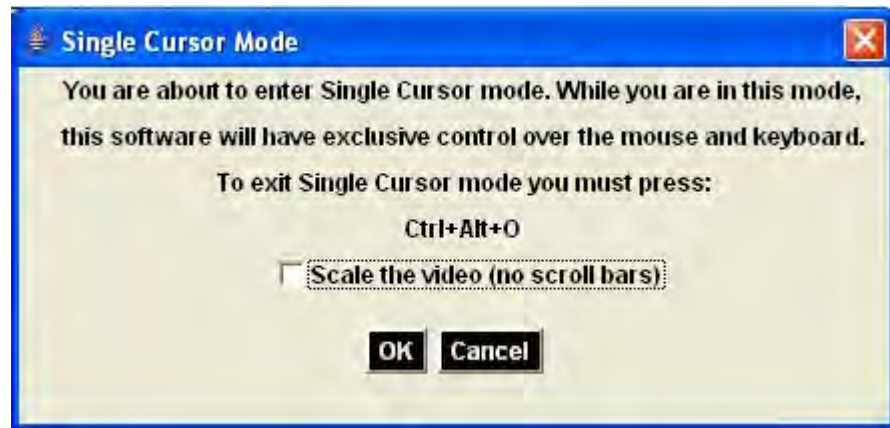 Single Cursor Mode
You are about to enter Single Cursor mode. While you are in this mode,
this software will have exclusive control over the mouse and keyboard.
To exit Single Cursor mode you must press:
Ctrl+Alt+O
Scale the video (no scroll bars)
OK Cancel